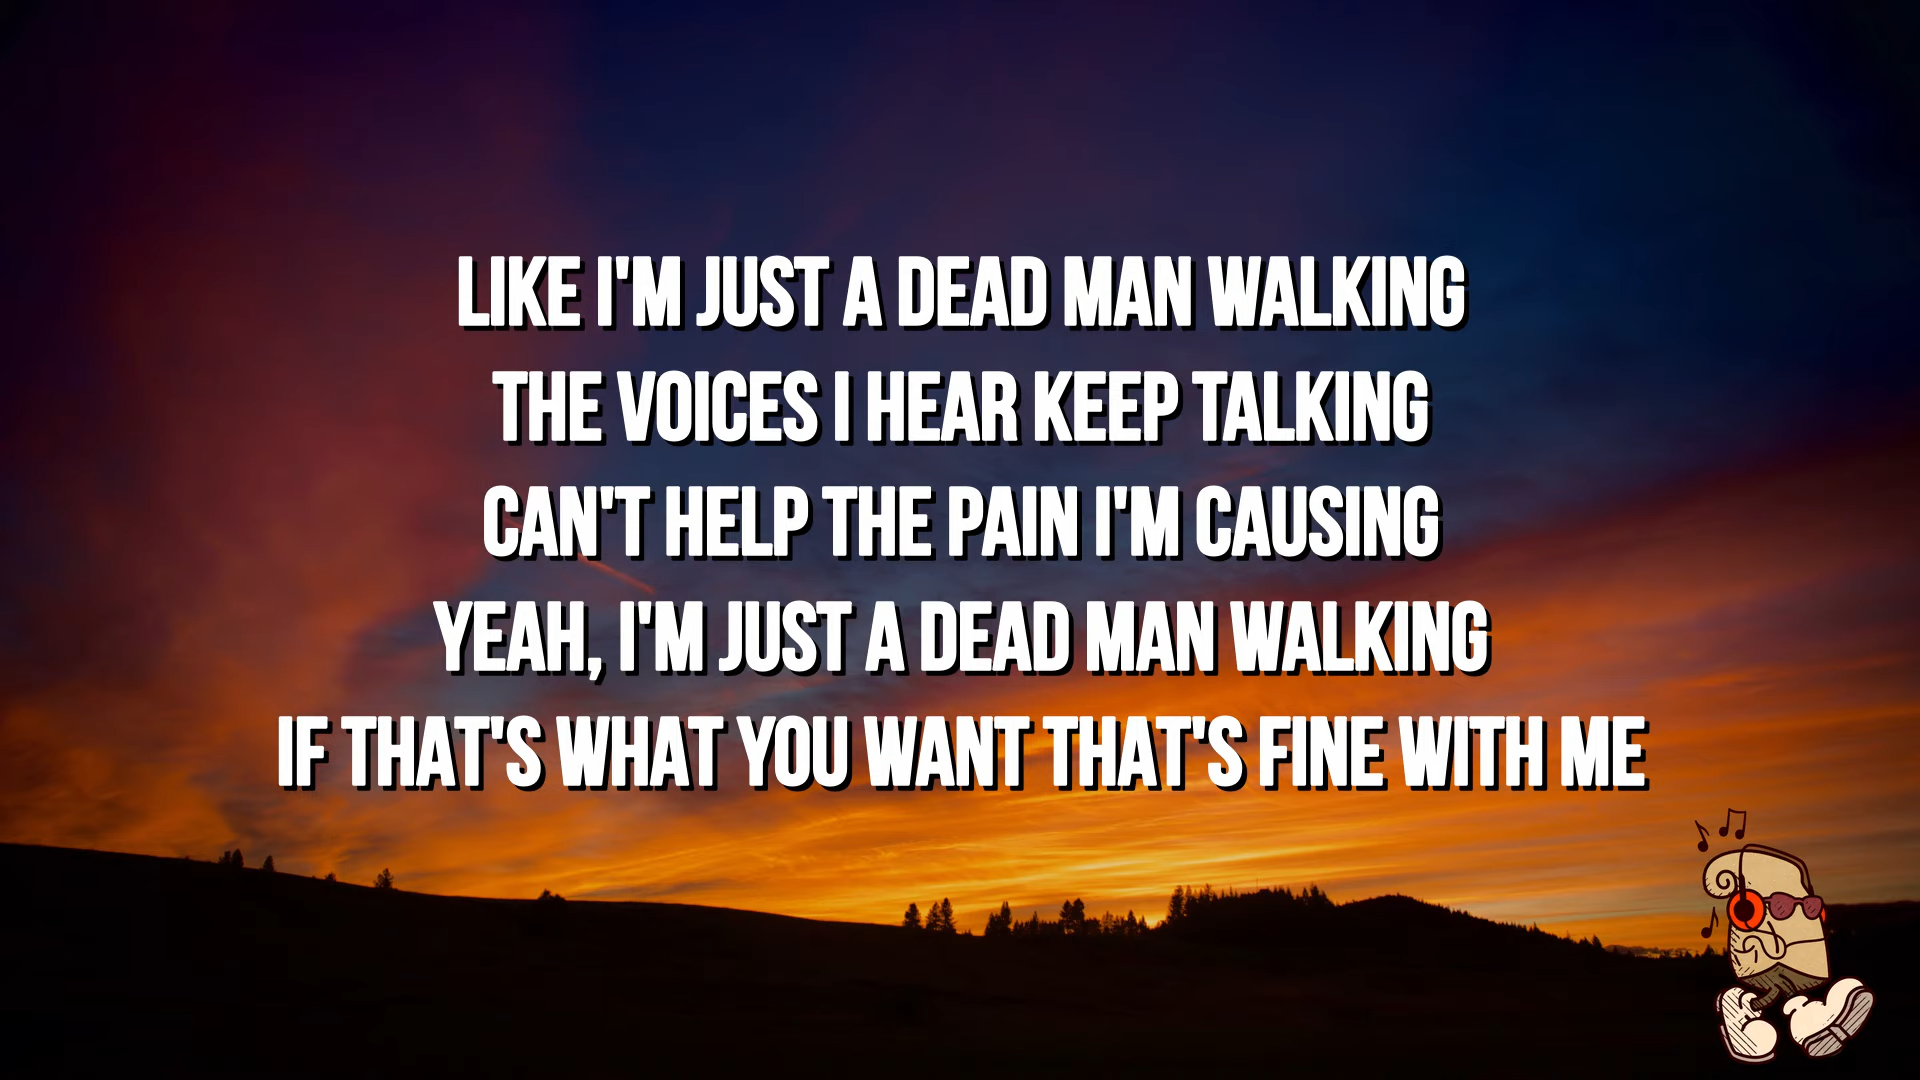 LIKE I'M JUST A DEAD MAN WALKING
THE VOICES I HEAR KEEP TALKING
CAN'T HELP THE PAIN I'M CAUSING
YEAH, I'M JUST A DEAD MAN WALKING
IF THAT'S WHAT YOU WANT THAT'S FINE WITH ME